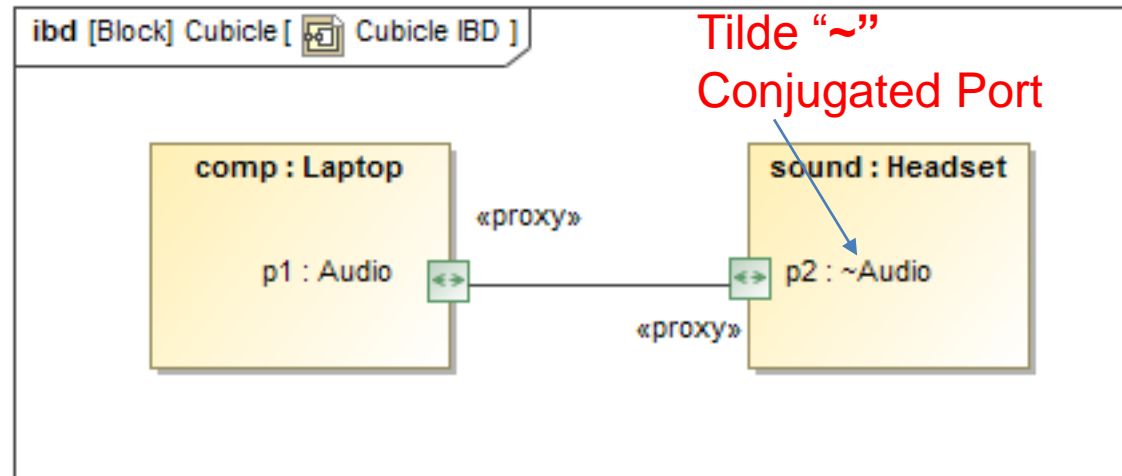 ibd [Block] Cubicle [ Cubicle IBD ]
Tilde “~”
Conjugated Port
comp : Laptop
sound : Headset
«proxy»
p1 : Audio
p2 : ~Audio
«proxy»